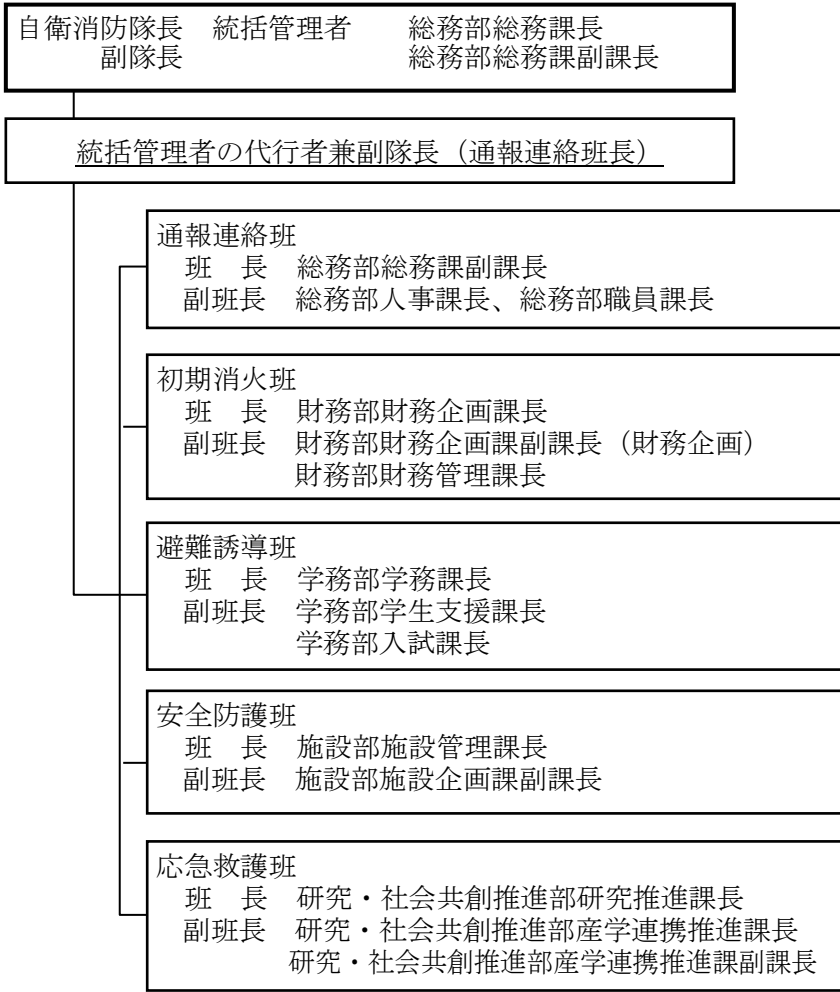 自衛消防隊長　統括管理者　　総務部総務課長
副隊長　　　　　　　　総務部総務課副課長
統括管理者の代行者兼副隊長（通報連絡班長）
通報連絡班
班　長　総務部総務課副課長
副班長　総務部人事課長、総務部職員課長
初期消火班
班　長　財務部財務企画課長
副班長　財務部財務企画課副課長（財務企画）
財務部財務管理課長
避難誘導班
班　長　学務部学務課長
副班長　学務部学生支援課長
学務部入試課長
安全防護班
班　長　施設部施設管理課長
副班長　施設部施設企画課副課長
応急救護班
班　長　研究・社会共創推進部研究推進課長
副班長　研究・社会共創推進部産学連携推進課長
研究・社会共創推進部産学連携推進課副課長